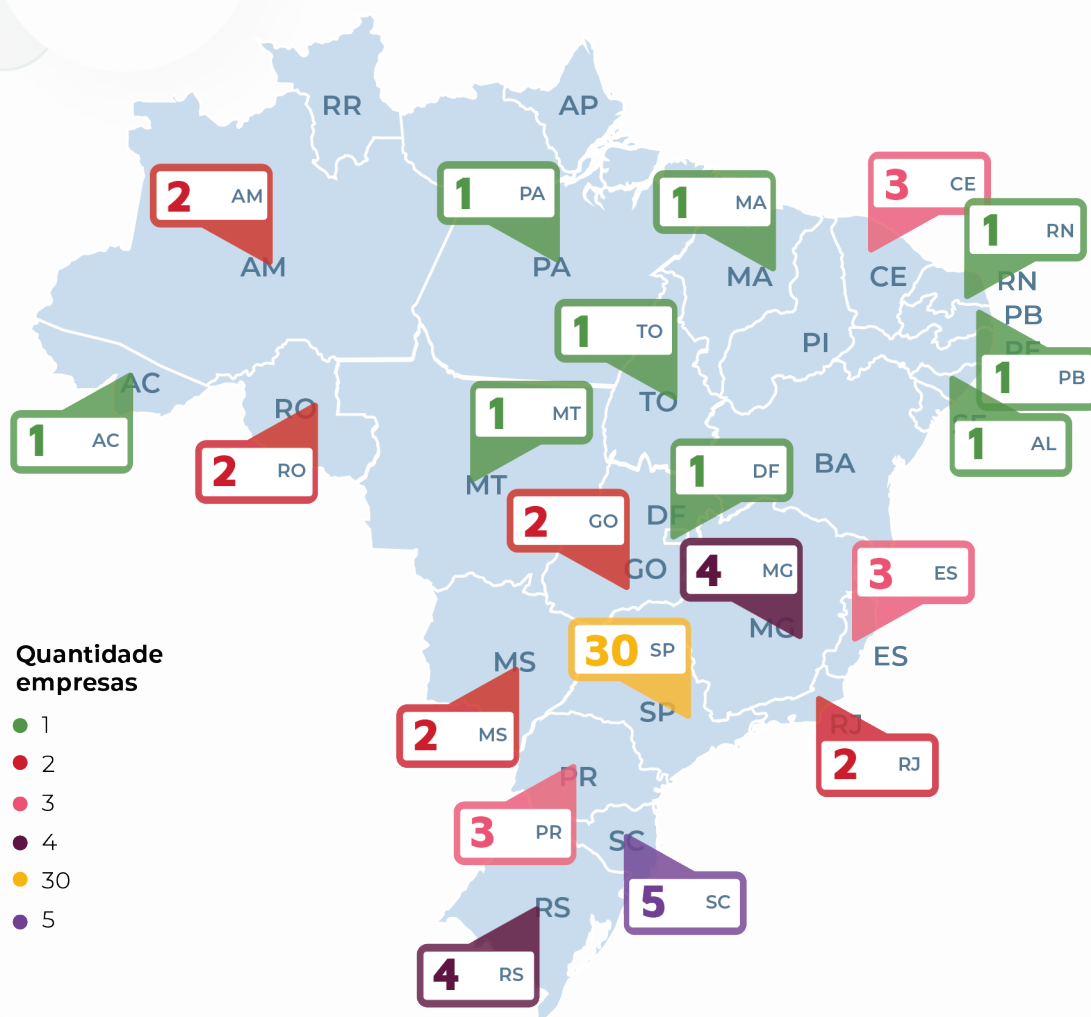 RR
AP
2 AM
AM
1 PA
PA
1 MA
MA
3 CE
CE
1 RN
RN
PB
PE
1 PB
1 TO
TO
PI
AC
1 AC
RO
2 RO
1 MT
MT
SE
1 AL
1 DF
DF
BA
2 GO
GO
4 MG
MG
3 ES
ES
30 SP
SP
MS
2 MS
RJ
2 RJ
PR
3 PR
SC
5 SC
RS
4 RS
Quantidade
empresas
1
2
3
4
30
5